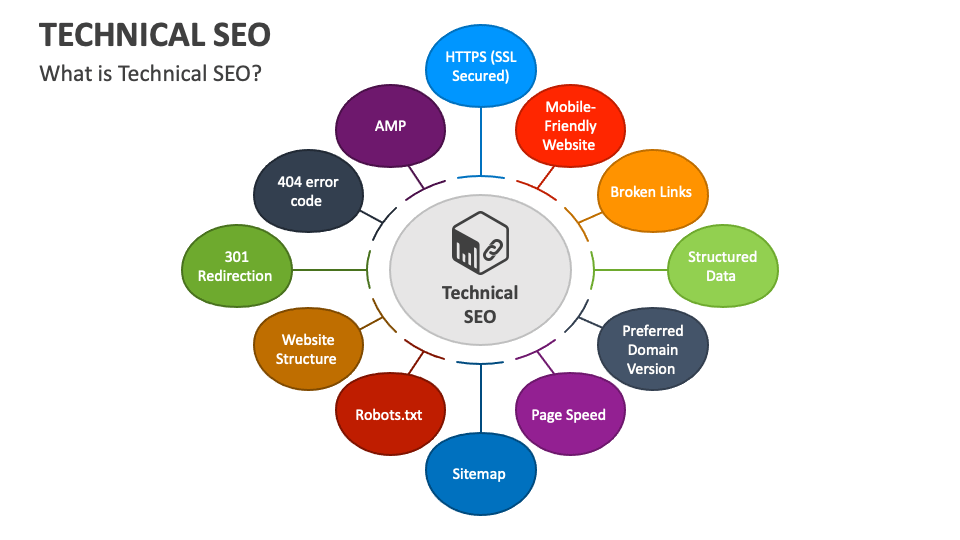 TECHNICAL SEO
What is Technical SEO?
HTTPS (SSL
Secured)
Mobile-
Friendly
Website
Broken Links
Structured
Data
Preferred
Domain
Version
Page Speed
Sitemap
Robots.txt
Website
Structure
301
Redirection
404 error
code
AMP
Technical
SEO